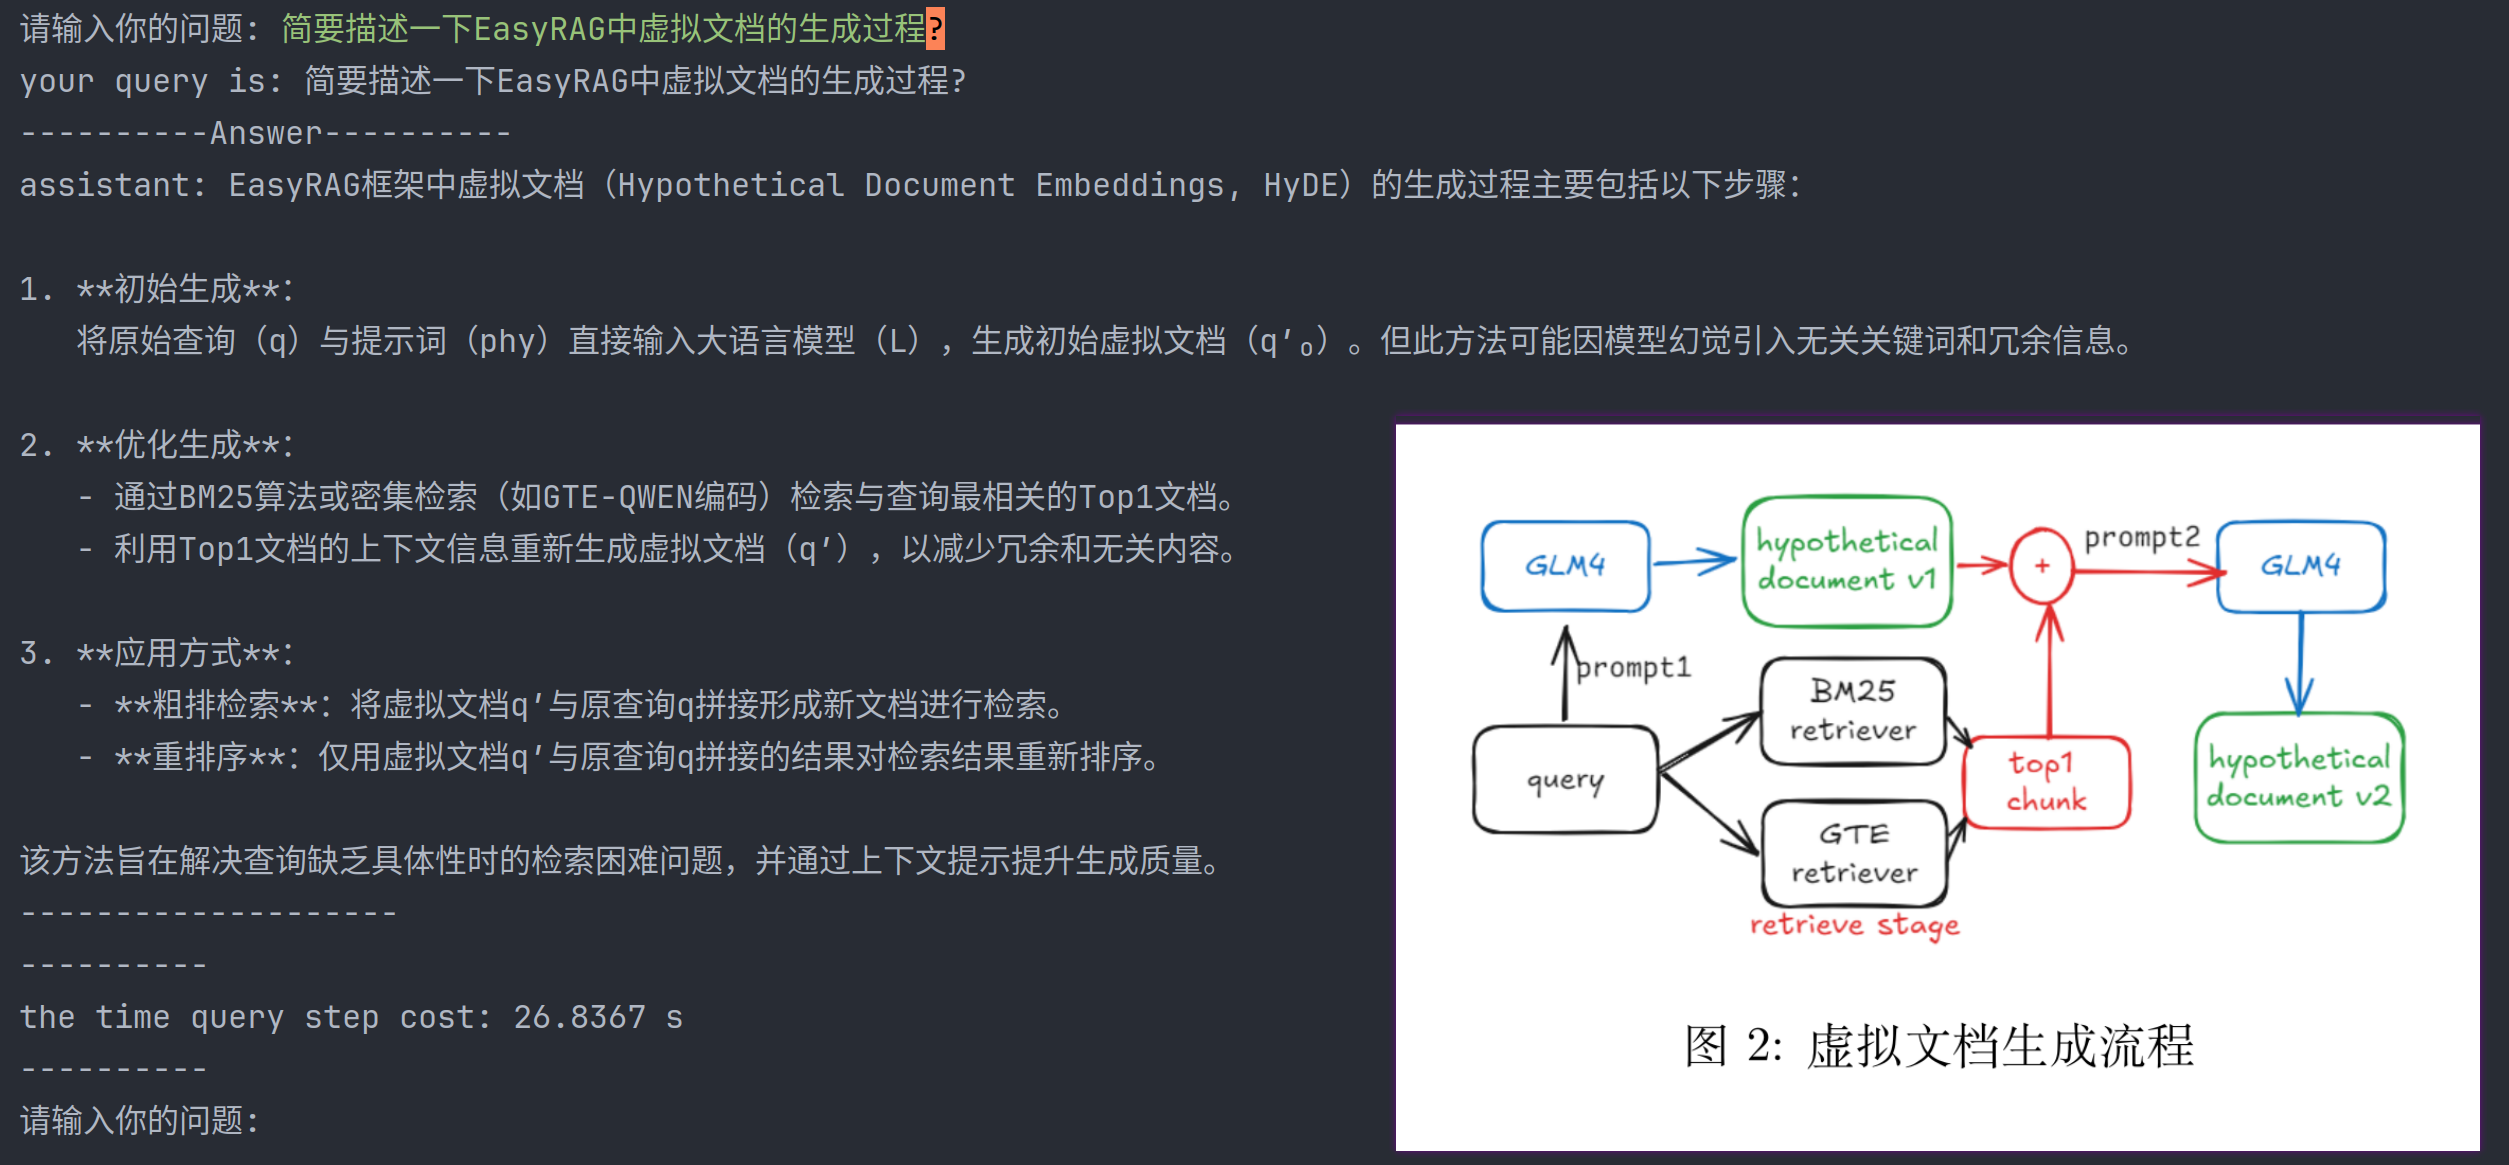 请输入你的问题: 简要描述一下EasyRAG中虚拟文档的生成过程?
your query is: 简要描述一下EasyRAG中虚拟文档的生成过程?
----------Answer----------
assistant: EasyRAG框架中虚拟文档（Hypothetical Document Embeddings, HyDE）的生成过程主要包括以下步骤：
1. **初始生成**：
将原始查询（q）与提示词（phy）直接输入大语言模型（L），生成初始虚拟文档（q′₀）。但此方法可能因模型幻觉引入无关关键词和冗余信息。
2. **优化生成**：
- 通过BM25算法或密集检索（如GTE-QWEN编码）检索与查询最相关的Top1文档。
- 利用Top1文档的上下文信息重新生成虚拟文档（q′），以减少冗余和无关内容。
3. **应用方式**：
- **粗排检索**：将虚拟文档q′与原查询q拼接形成新文档进行检索。
- **重排序**：仅用虚拟文档q′与原查询q拼接的结果对检索结果重新排序。
该方法旨在解决查询缺乏具体性时的检索困难问题，并通过上下文提示提升生成质量。
--------------------
----------
the time query step cost: 26.8367 s
----------
请输入你的问题:
GLM4
hypothetical
document v1
+
prompt2
GLM4
prompt1
BM25
retriever
query
top1
chunk
hypothetical
document v2
GTE
retriever
retrieve stage
图 2: 虚拟文档生成流程